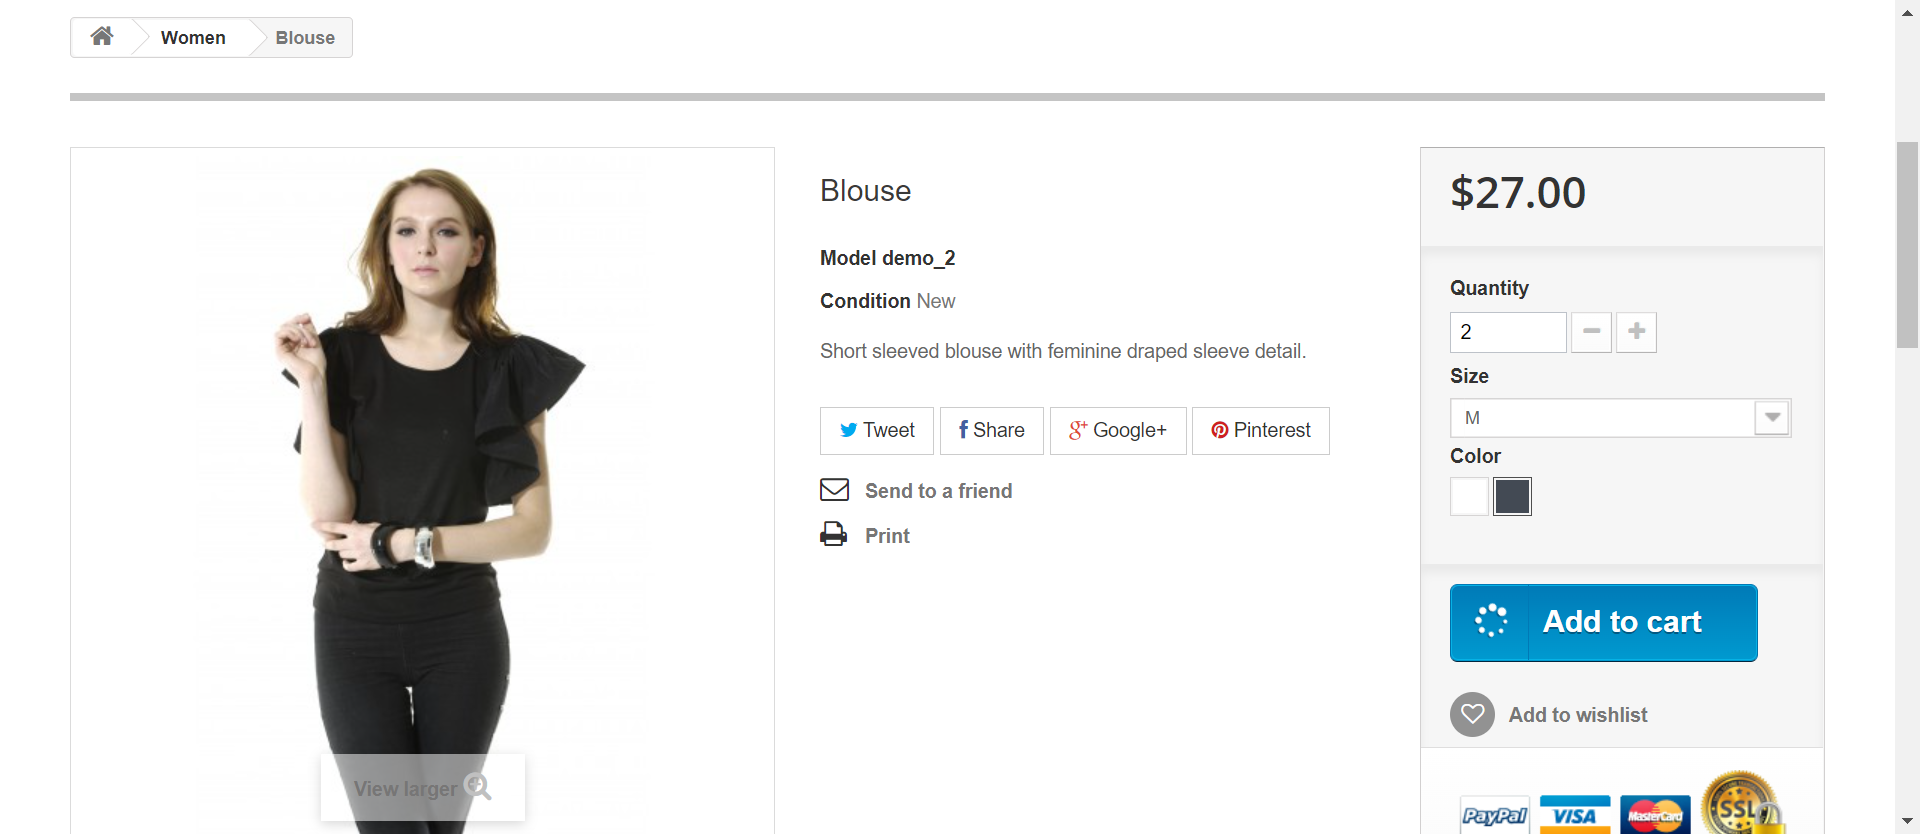 Women
Blouse
Blouse
Model demo_2
Condition New
Short sleeved blouse with feminine draped sleeve detail.
Tweet
Share
Google+
Pinterest
Send to a friend
Print
View larger
$27.00
Quantity
2
Size
M
Color
Add to cart
Add to wishlist
PayPal
VISA
MasterCard
SSL